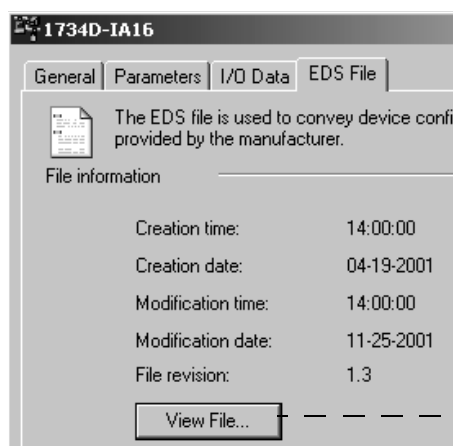 1734D-IA16
General Parameters I/O Data EDS File
The EDS file is used to convey device confi
provided by the manufacturer.
File information
Creation time: 14:00:00
Creation date: 04-19-2001
Modification time: 14:00:00
Modification date: 11-25-2001
File revision: 1.3
View File...